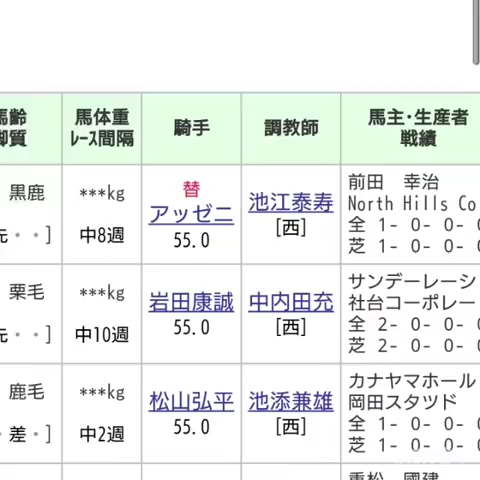 馬齢 馬体重 騎手 調教師 馬主・生産者
脚質 レース間隔 戦績
黒鹿 ***kg 替 池江泰寿 前田 幸治
先・・] 中8週 アッゼニ [西] North Hills Co
55.0 全 1- 0- 0- 0
芝 1- 0- 0- 0
栗毛 ***kg 岩田康誠 中内田充 サンデーレーシ
先・・] 中10週 55.0 [西] 社台コーポレー
全 2- 0- 0- 0
芝 2- 0- 0- 0
鹿毛 ***kg 松山弘平 池添兼雄 カナヤマホール
・差・] 中2週 55.0 [西] 岡田スタツド
全 1- 0- 0- 0
芝 1- 0- 0- 0
重松 國建